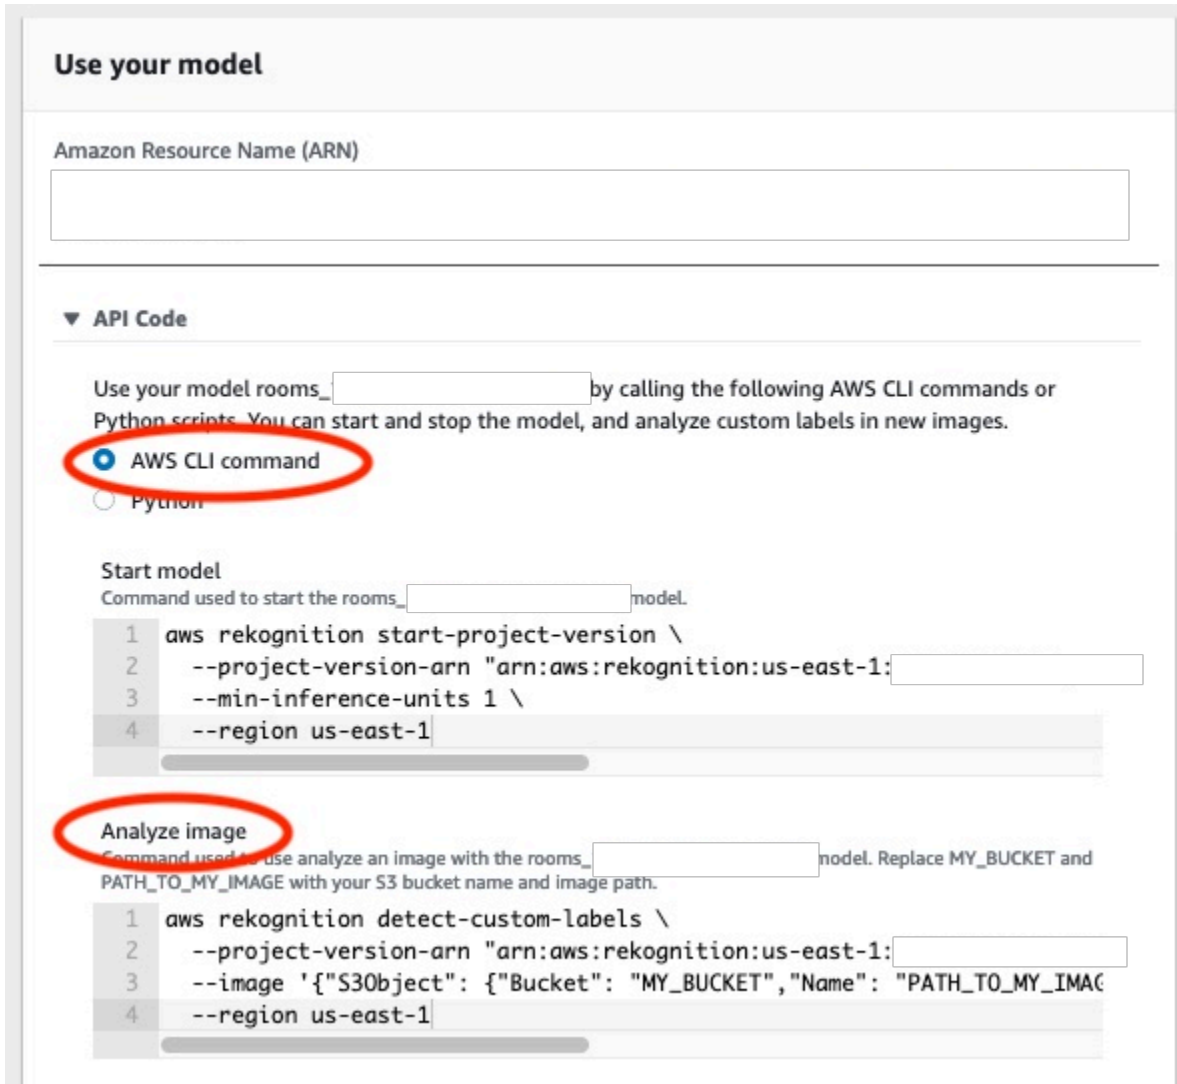 Use your model
Amazon Resource Name (ARN)
▼ API Code
Use your model rooms_ by calling the following AWS CLI commands or
Python scripts. You can start and stop the model, and analyze custom labels in new images.
AWS CLI command
Python
Start model
Command used to start the rooms_ model.
1 aws rekognition start-project-version \
2 --project-version-arn "arn:aws:rekognition:us-east-1:
3 --min-inference-units 1 \
4 --region us-east-1
Analyze image
Command used to use analyze an image with the rooms_ model. Replace MY_BUCKET and
PATH_TO_MY_IMAGE with your S3 bucket name and image path.
1 aws rekognition detect-custom-labels \
2 --project-version-arn "arn:aws:rekognition:us-east-1:
3 --image '{"S3Object": {"Bucket": "MY_BUCKET","Name": "PATH_TO_MY_IMAG
4 --region us-east-1